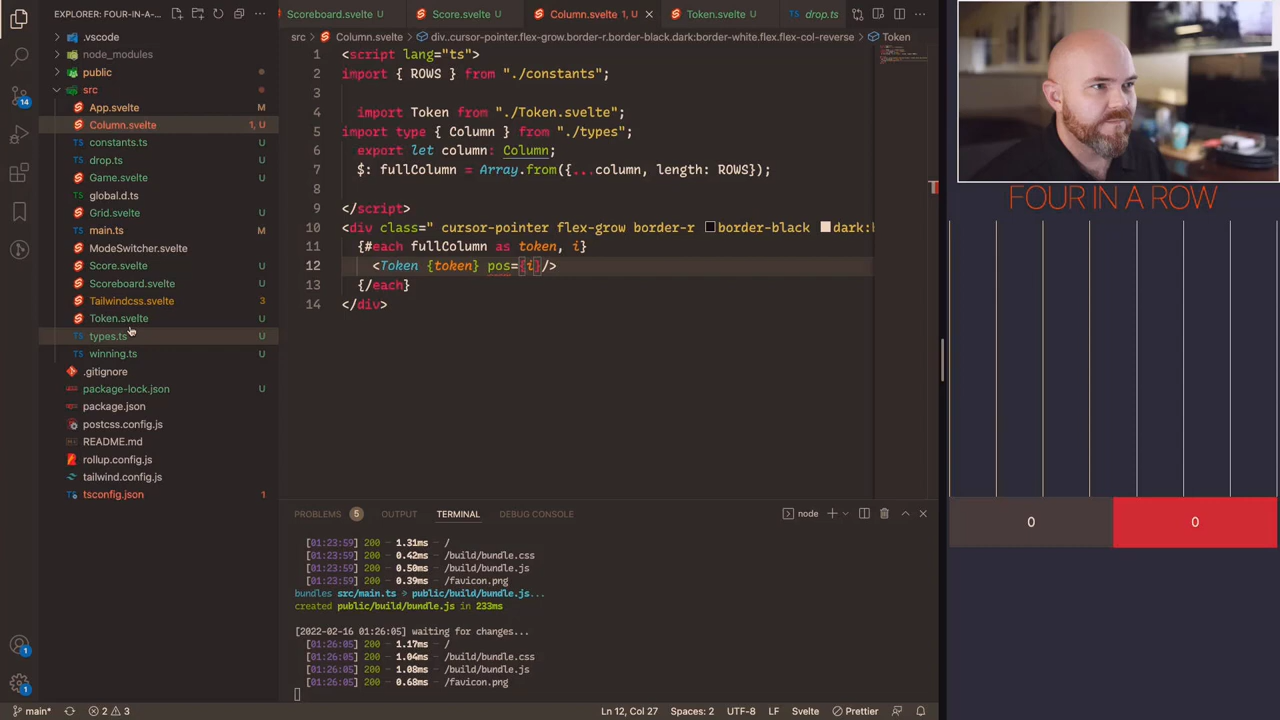 EXPLORER: FOUR-IN-A-...
Scoreboard.svelte U
Score.svelte U
Column.svelte 1, U
Token.svelte U
drop.ts
.vscode
node_modules
public
src
App.svelte M
Column.svelte 1, U
constants.ts U
drop.ts U
Game.svelte U
global.d.ts
Grid.svelte U
main.ts M
ModeSwitcher.svelte
Score.svelte U
Scoreboard.svelte U
Tailwindcss.svelte 3
Token.svelte U
types.ts U
winning.ts U
.gitignore
package-lock.json U
package.json
postcss.config.js
README.md
rollup.config.js
tailwind.config.js
tsconfig.json 1
14
1
1
src > Column.svelte > div..cursor-pointer.flex-grow.border-r.border-black.dark:border-white.flex.flex-col-reverse > Token
1 <script lang="ts">
2 import { ROWS } from "./constants";
3
4 import Token from "./Token.svelte";
5 import type { Column } from "./types";
6 export let column: Column;
7 $: fullColumn = Array.from({...column, length: ROWS});
8
9 </script>
10 <div class=" cursor-pointer flex-grow border-r border-black dark:b
11 {#each fullColumn as token, i}
12 <Token {token} pos={i}/>
13 {/each}
14 </div>
PROBLEMS 5 OUTPUT TERMINAL DEBUG CONSOLE
node
[01:23:59] 200 – 1.31ms – /
[01:23:59] 200 – 0.42ms – /build/bundle.css
[01:23:59] 200 – 0.50ms – /build/bundle.js
[01:23:59] 200 – 0.39ms – /favicon.png
bundles src/main.ts → public/build/bundle.js...
created public/build/bundle.js in 233ms
[2022-02-16 01:26:05] waiting for changes...
[01:26:05] 200 – 1.17ms – /
[01:26:05] 200 – 1.04ms – /build/bundle.css
[01:26:05] 200 – 1.08ms – /build/bundle.js
[01:26:05] 200 – 0.68ms – /favicon.png
main* 2 3
Ln 12, Col 27 Spaces: 2 UTF-8 LF Svelte Prettier
FOUR IN A ROW
0
0